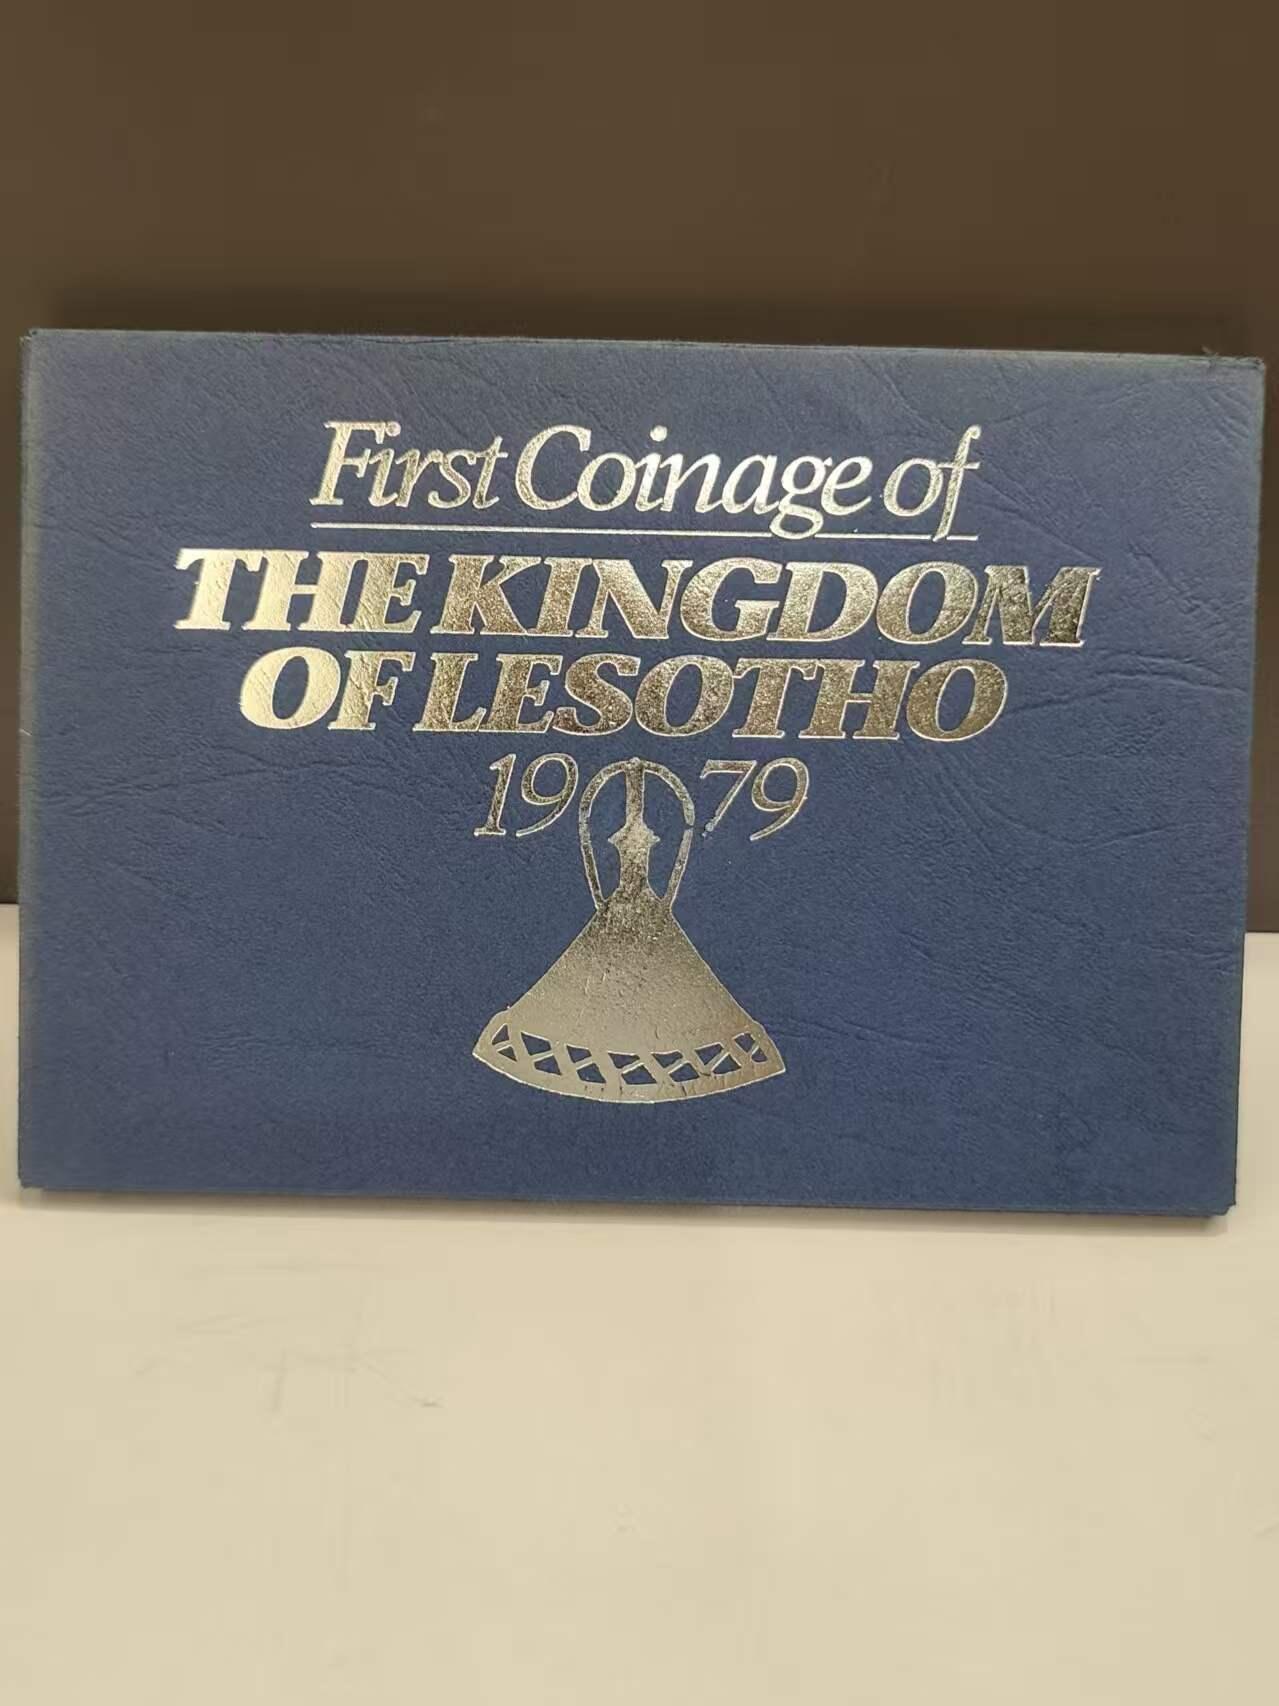 First Coinage of
THE KINGDOM
OF LESOTHO
1979